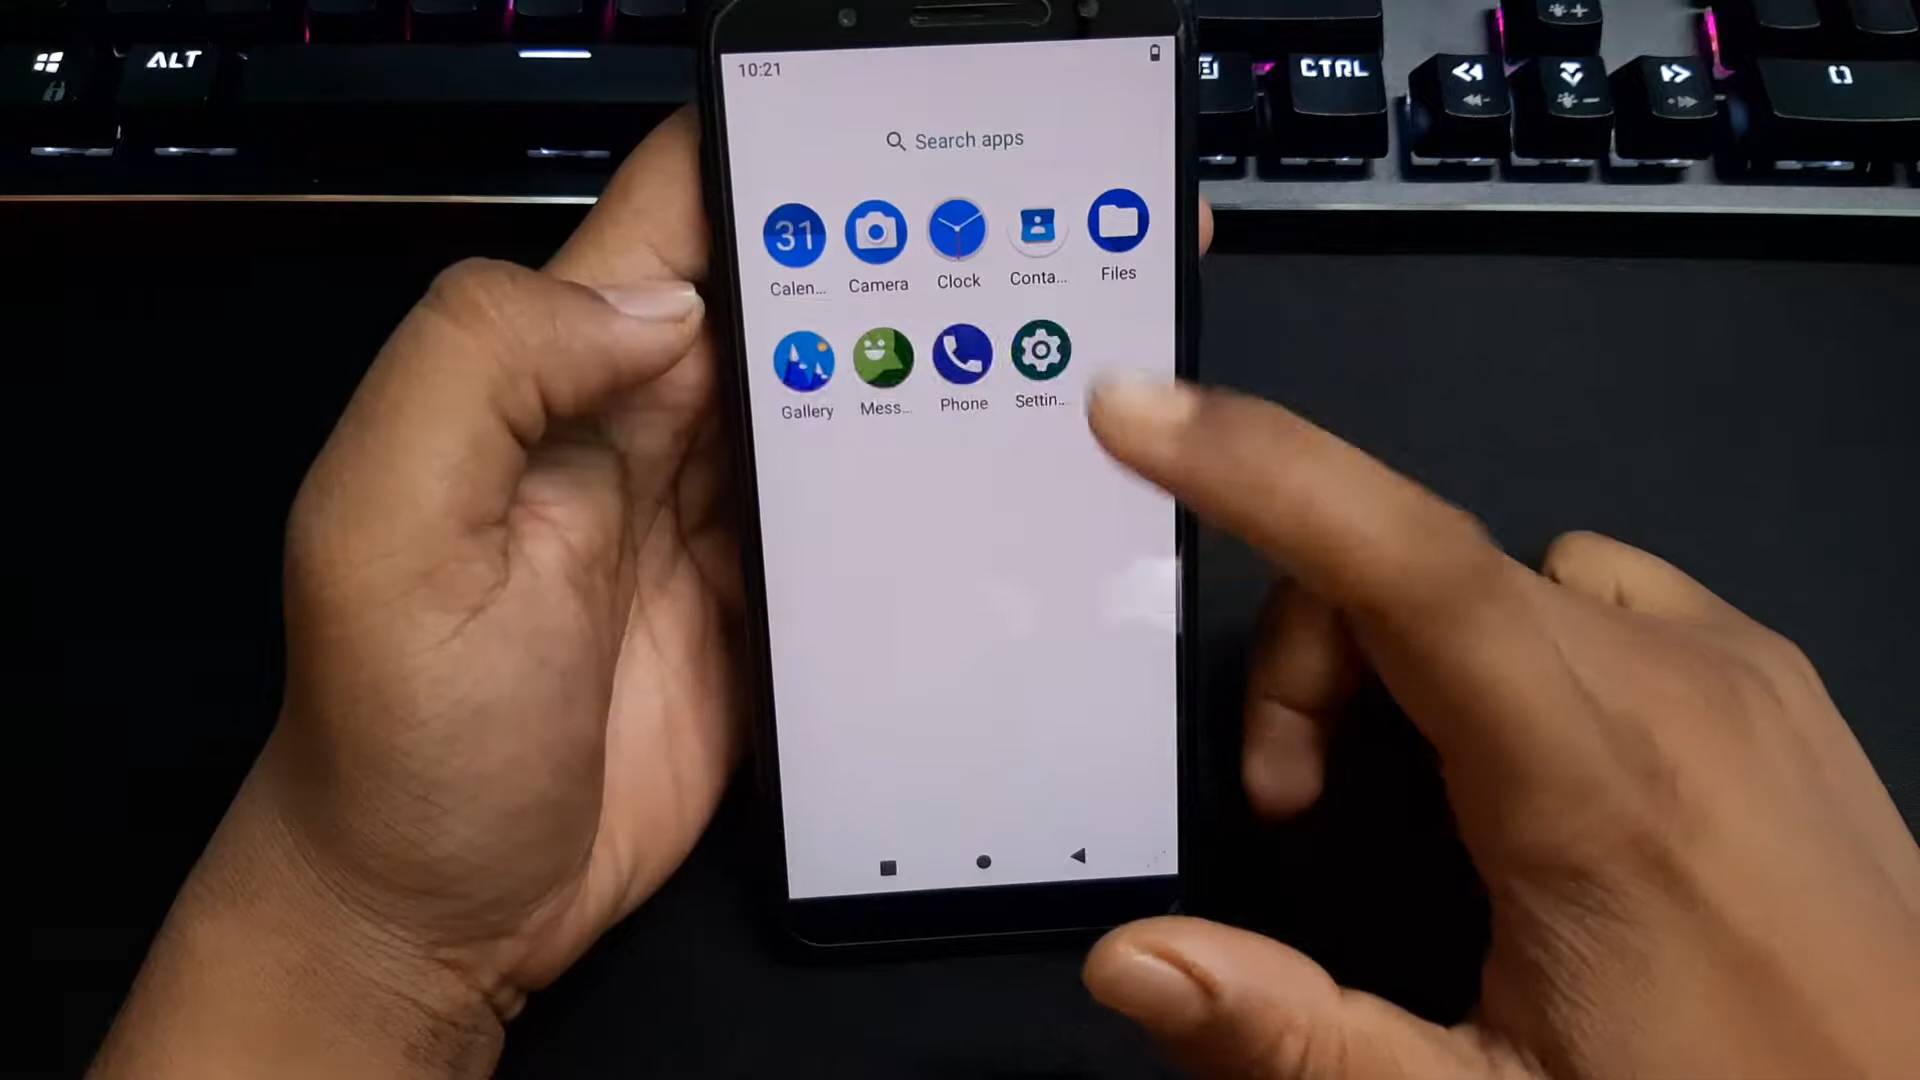 ALT
CTRL
10:21
Search apps
31
Calen...
Camera
Clock
Conta...
Files
Gallery
Mess...
Phone
Settin...